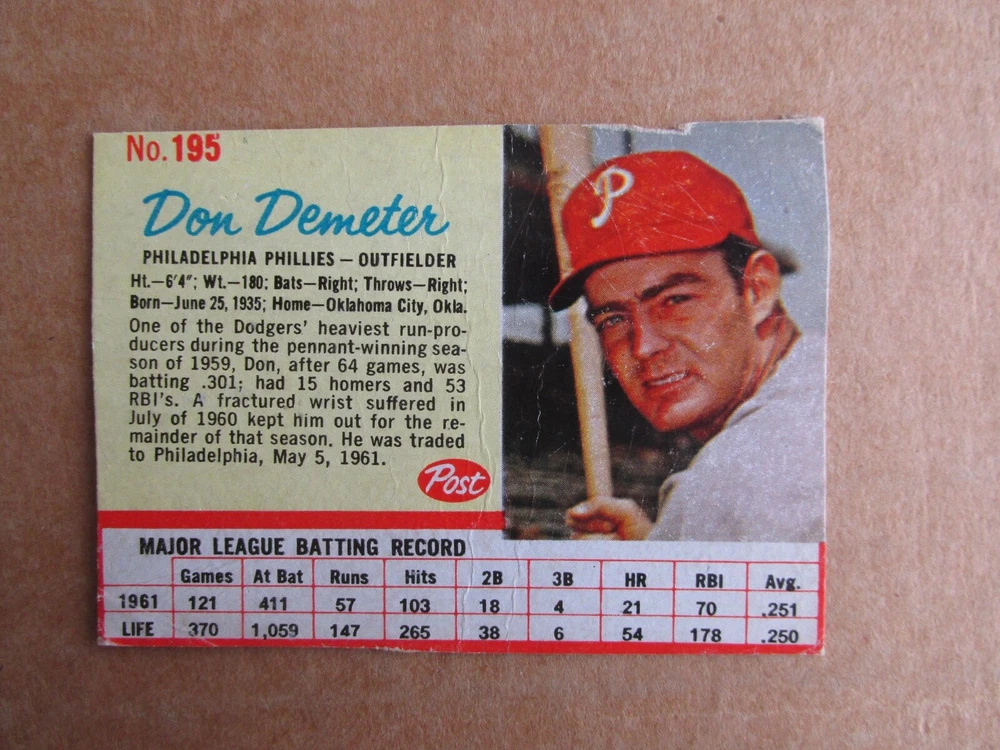 No. 195
Don Demeter
PHILADELPHIA PHILLIES — OUTFIELDER
Ht.—6'4"; Wt.—180; Bats—Right; Throws—Right;
Born—June 25, 1935; Home—Oklahoma City, Okla.
One of the Dodgers' heaviest run-pro-
ducers during the pennant-winning sea-
son of 1959, Don, after 64 games, was
batting .301; had 15 homers and 53
RBI's. A fractured wrist suffered in
July of 1960 kept him out for the re-
mainder of that season. He was traded
to Philadelphia, May 5, 1961.
Post
P
MAJOR LEAGUE BATTING RECORD
Games At Bat Runs Hits 2B 3B HR RBI Avg.
1961 121 411 57 103 18 4 21 70 .251
LIFE 370 1,059 147 265 38 6 54 178 .250